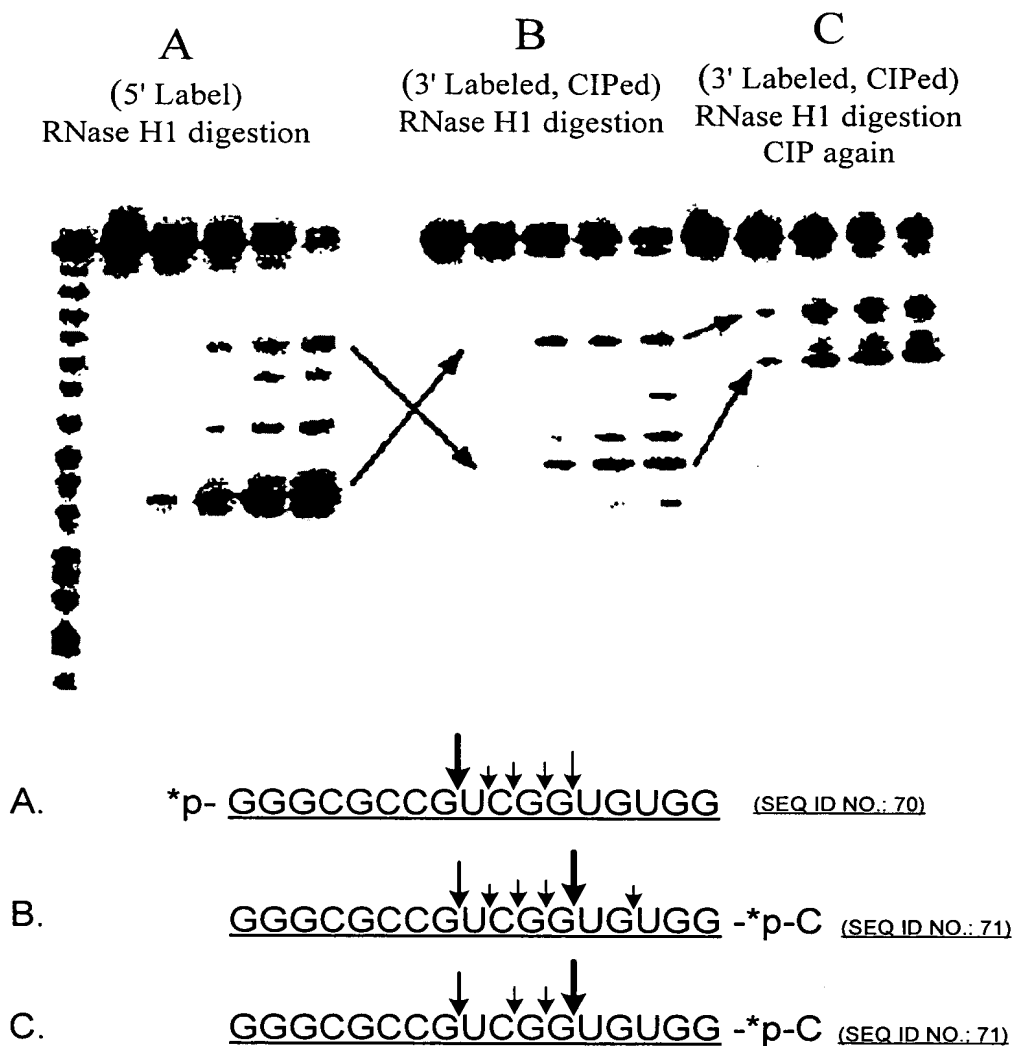 A
(5' Label)
RNase H1 digestion
B
(3' Labeled, CIPed)
RNase H1 digestion
C
(3' Labeled, CIPed)
RNase H1 digestion
CIP again
A. *p- GGGCGCCGUCGGUGUGG (SEQ ID NO.: 70)
B. GGGCGCCGUCGGUGUGG -*p-C (SEQ ID NO.: 71)
C. GGGCGCCGUCGGUGUGG -*p-C (SEQ ID NO.: 71)